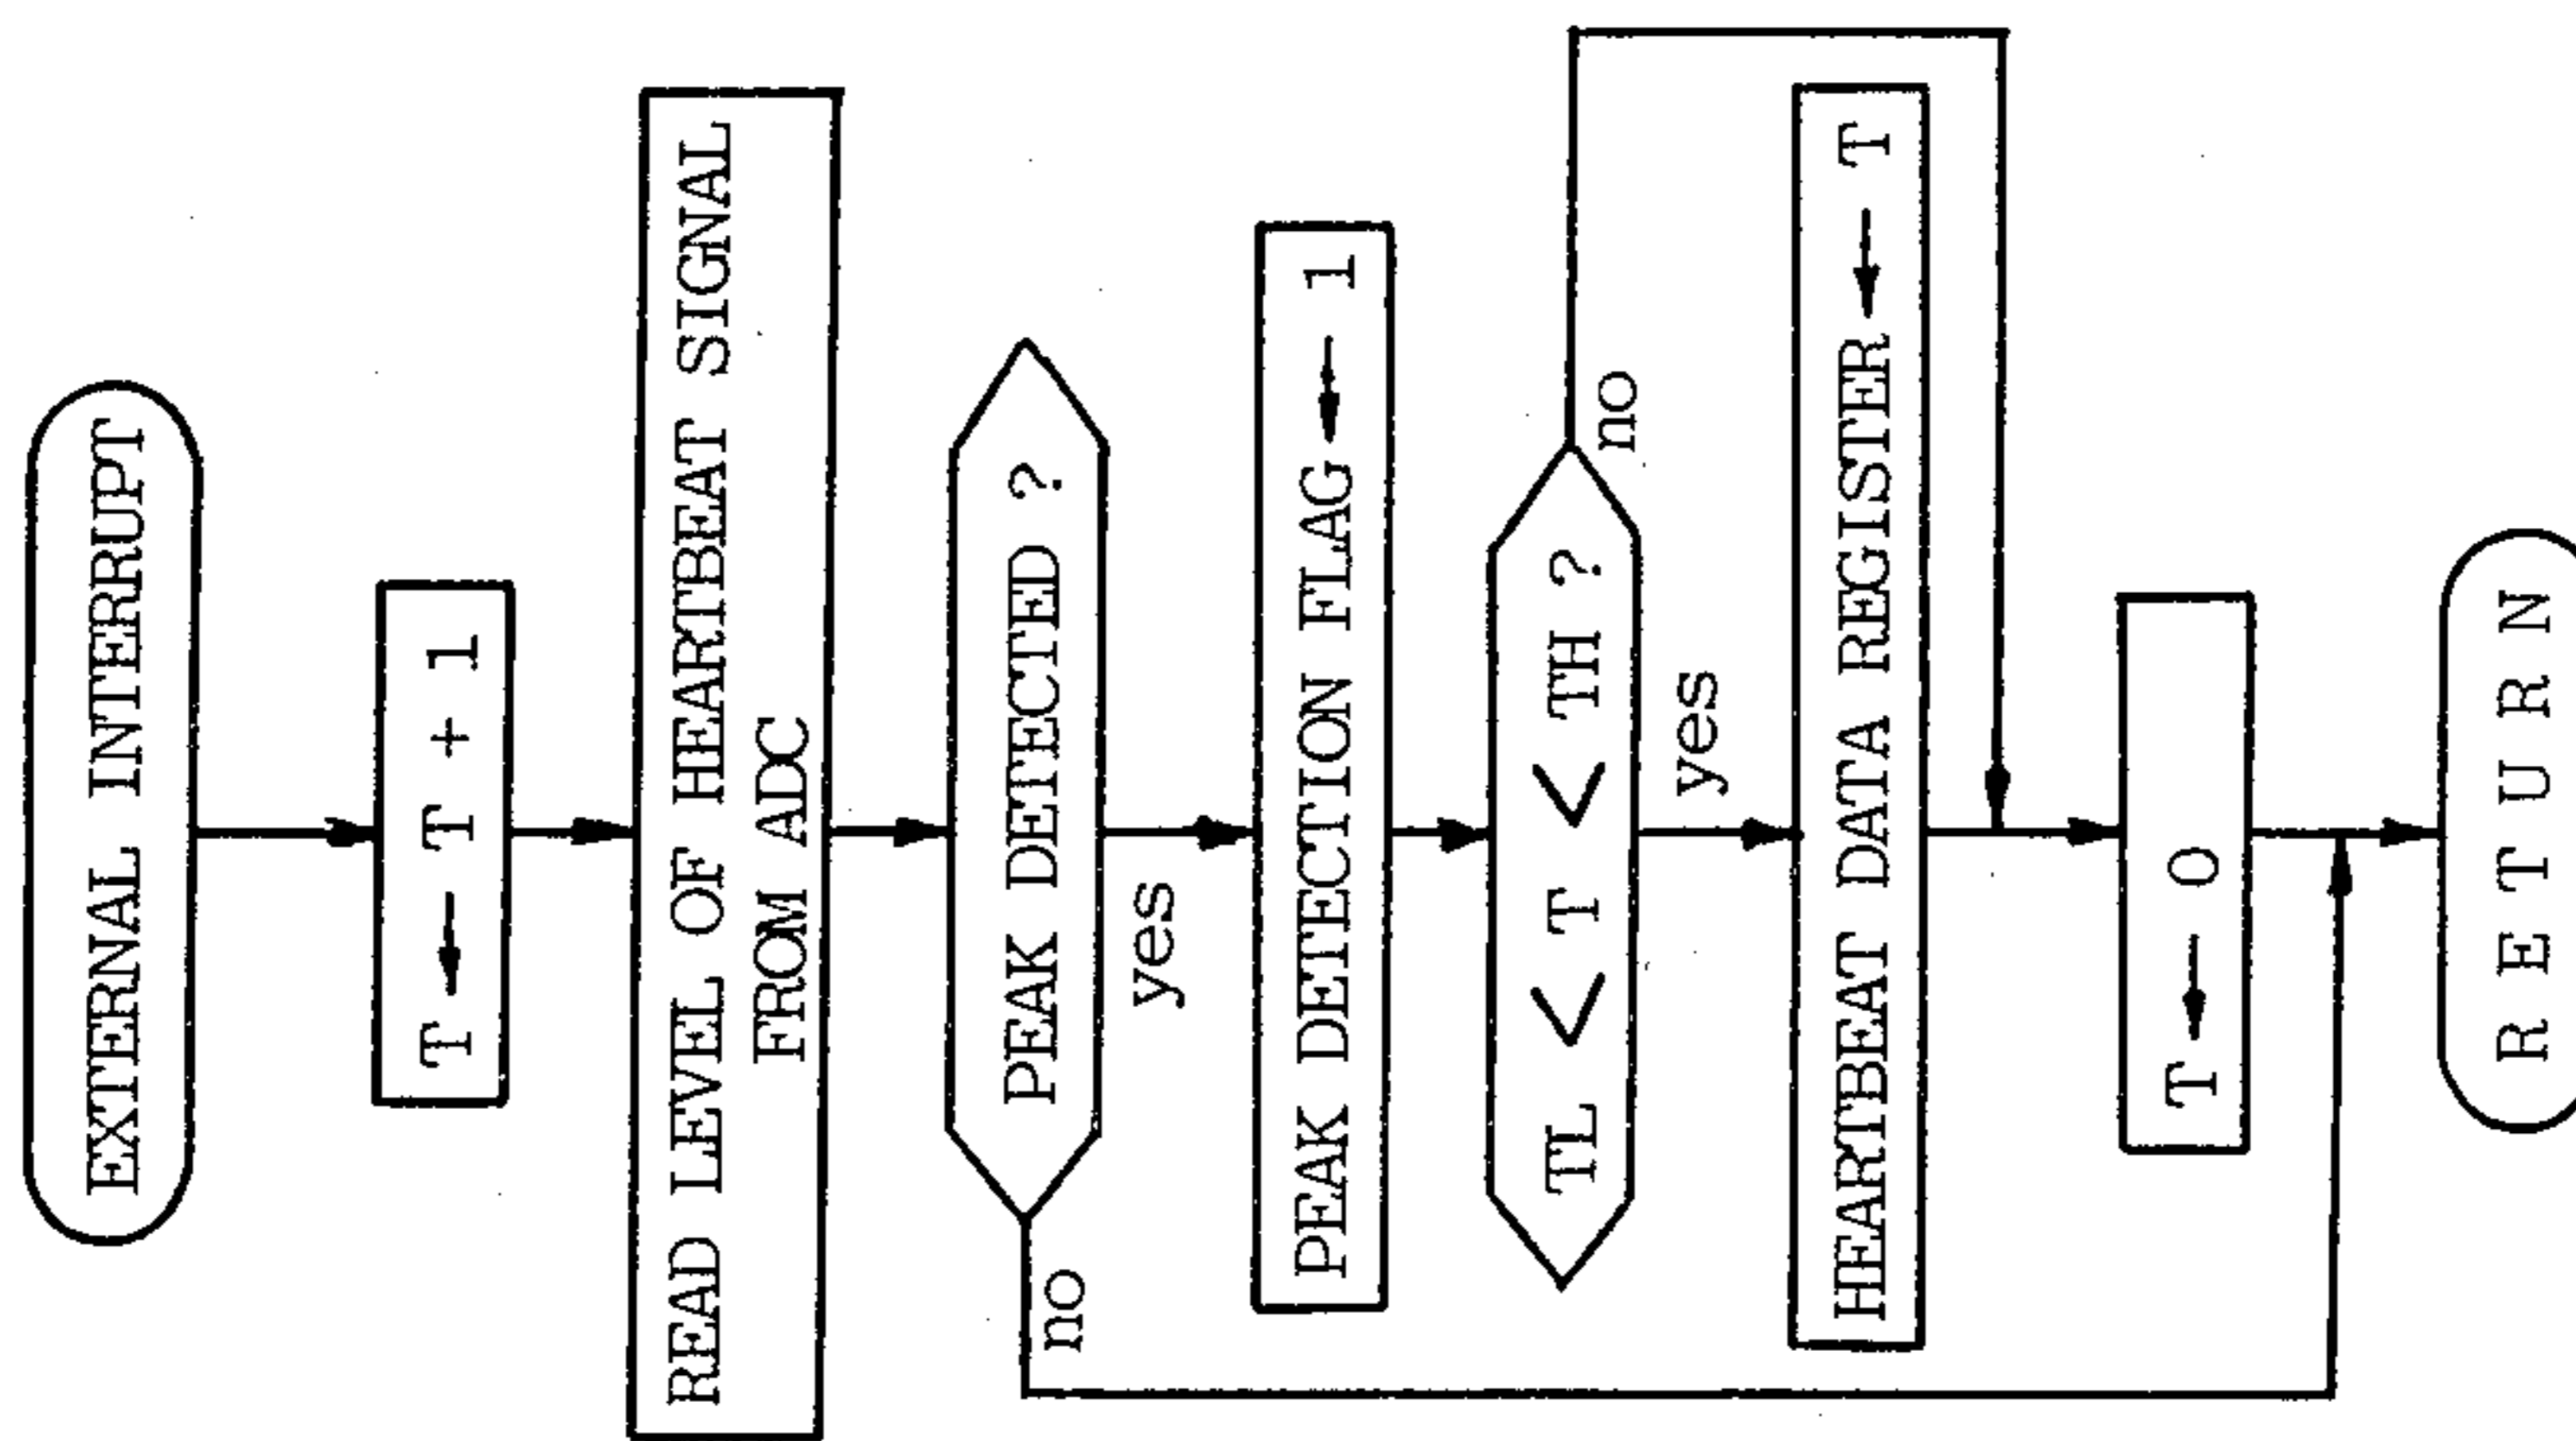 EXTERNAL INTERRUPT
T ← T + 1
READ LEVEL OF HEARTBEAT SIGNAL
FROM ADC
PEAK DETECTED ?
no
yes
PEAK DETECTION FLAG ← 1
TL < T < TH ?
no
yes
HEARTBEAT DATA REGISTER ← T
T ← 0
RETURN